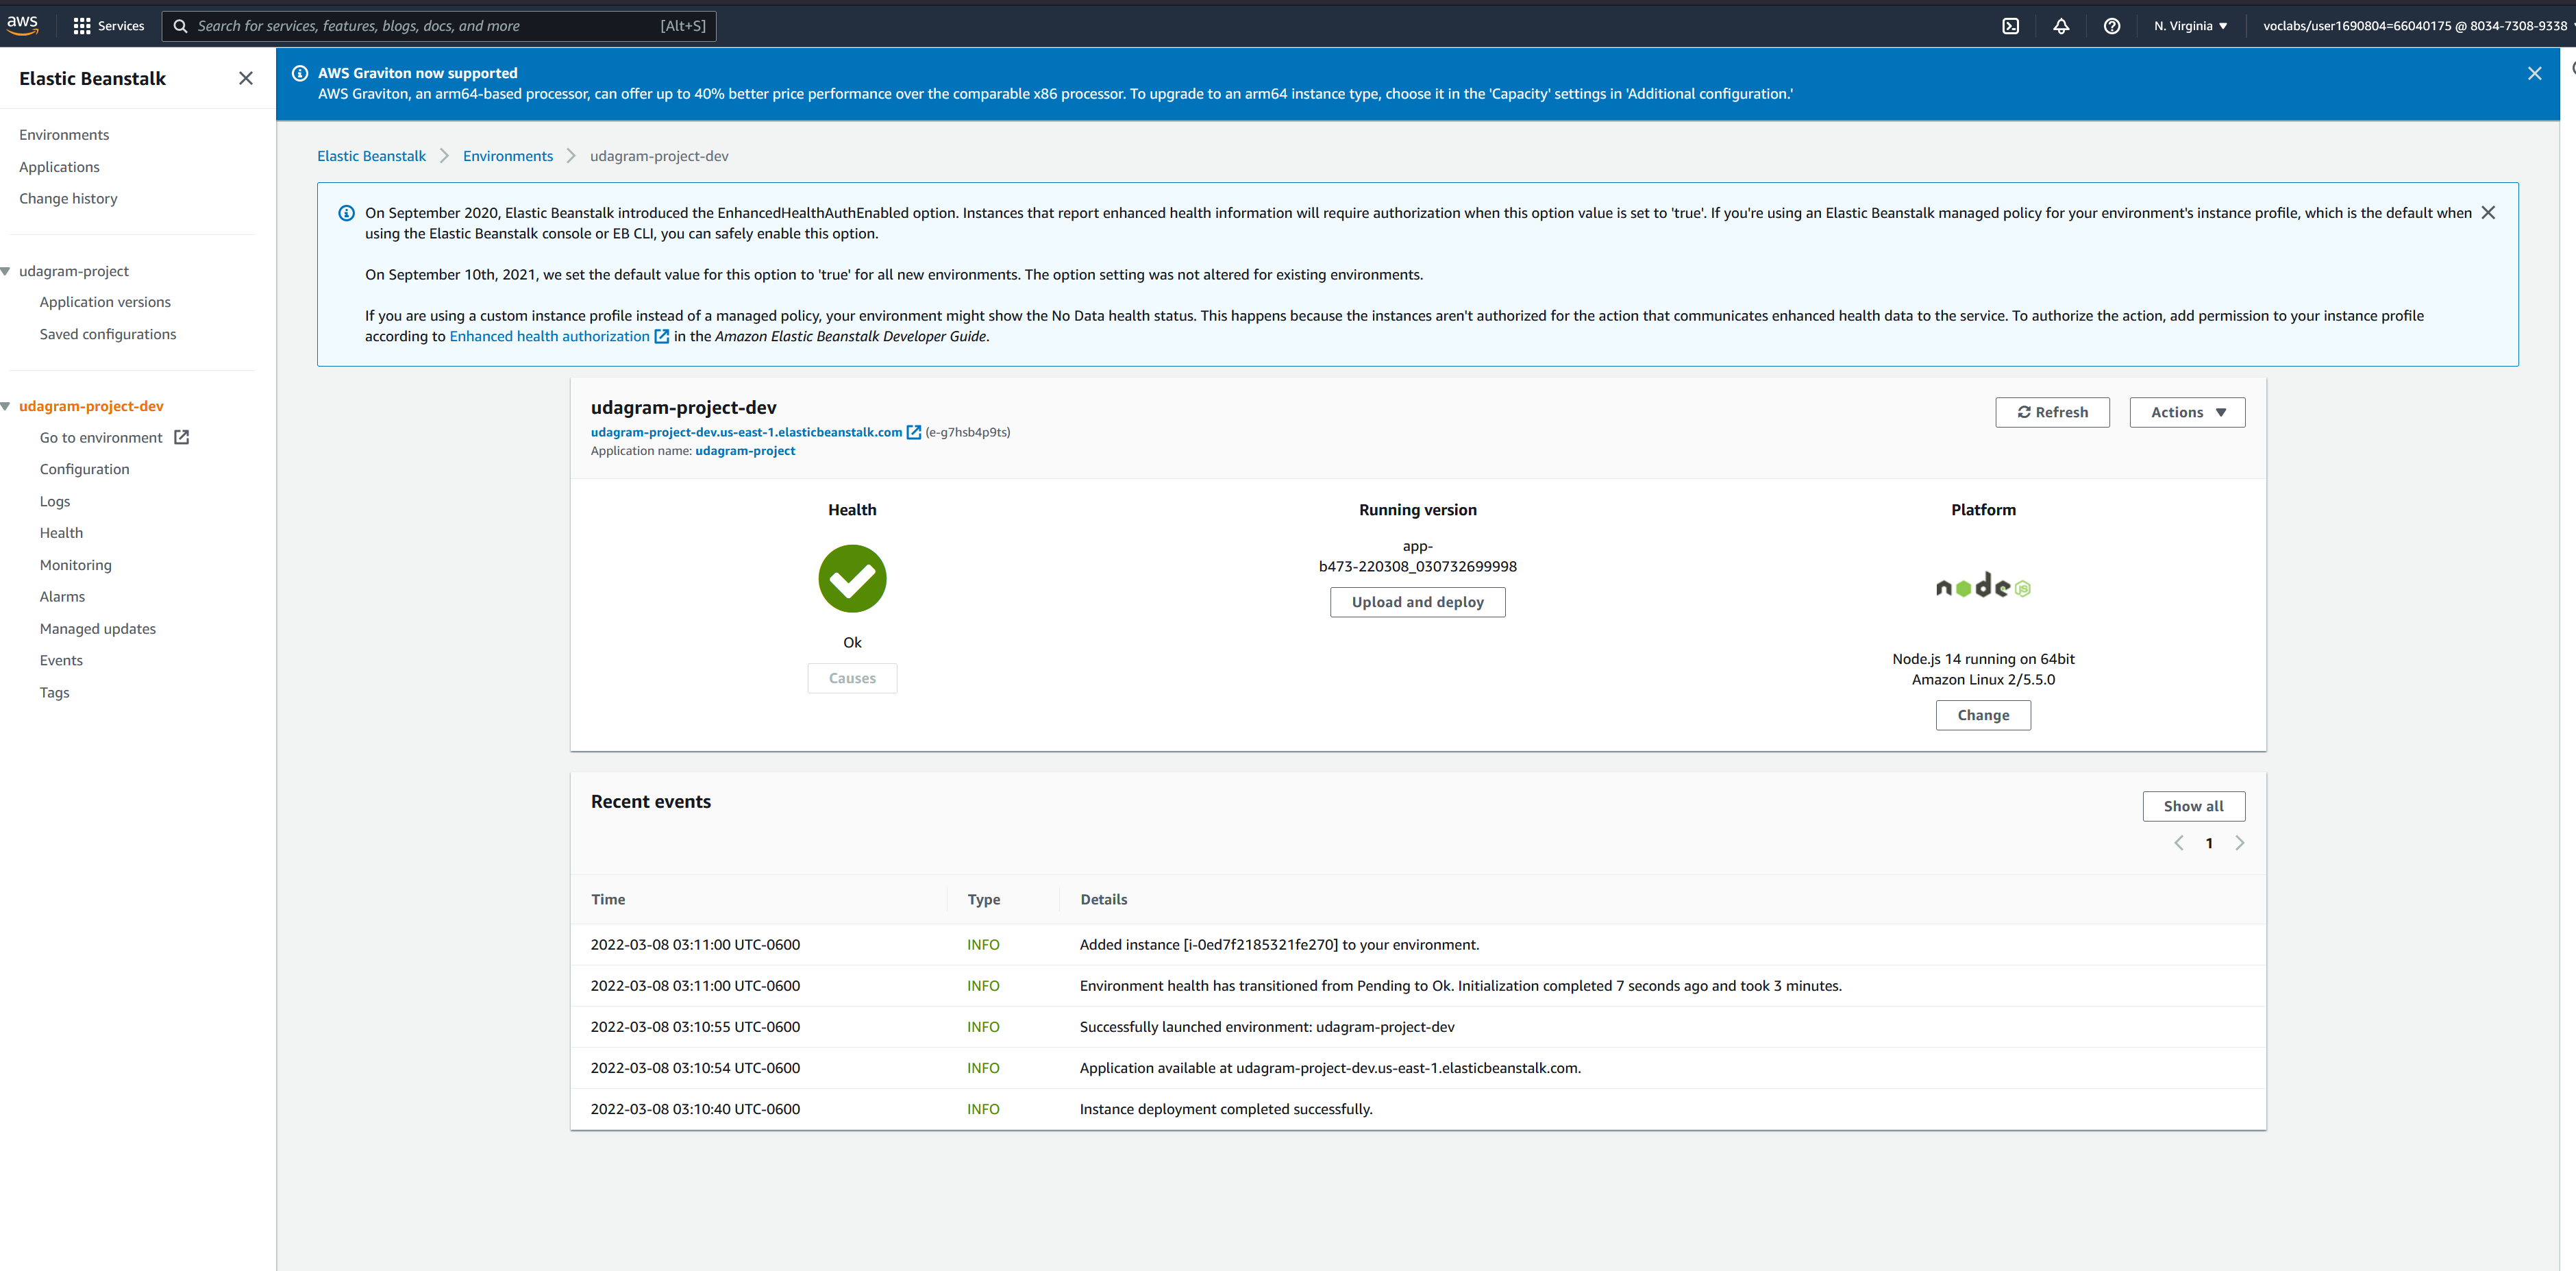 aws
Services
Search for services, features, blogs, docs, and more
[Alt+S]
N. Virginia
voclabs/user1690804=66040175 @ 8034-7308-9338
Elastic Beanstalk
Environments
Applications
Change history
udagram-project
Application versions
Saved configurations
udagram-project-dev
Go to environment
Configuration
Logs
Health
Monitoring
Alarms
Managed updates
Events
Tags
AWS Graviton now supported
AWS Graviton, an arm64-based processor, can offer up to 40% better price performance over the comparable x86 processor. To upgrade to an arm64 instance type, choose it in the 'Capacity' settings in 'Additional configuration.'
Elastic Beanstalk
Environments
udagram-project-dev
On September 2020, Elastic Beanstalk introduced the EnhancedHealthAuthEnabled option. Instances that report enhanced health information will require authorization when this option value is set to 'true'. If you're using an Elastic Beanstalk managed policy for your environment's instance profile, which is the default when
using the Elastic Beanstalk console or EB CLI, you can safely enable this option.
On September 10th, 2021, we set the default value for this option to 'true' for all new environments. The option setting was not altered for existing environments.
If you are using a custom instance profile instead of a managed policy, your environment might show the No Data health status. This happens because the instances aren't authorized for the action that communicates enhanced health data to the service. To authorize the action, add permission to your instance profile
according to Enhanced health authorization in the Amazon Elastic Beanstalk Developer Guide.
udagram-project-dev
udagram-project-dev.us-east-1.elasticbeanstalk.com (e-g7hsb4p9ts)
Application name: udagram-project
Refresh
Actions
Health
Ok
Causes
Running version
app-
b473-220308_030732699998
Upload and deploy
Platform
node JS
Node.js 14 running on 64bit
Amazon Linux 2/5.5.0
Change
Recent events
Show all
1
Time Type Details
2022-03-08 03:11:00 UTC-0600 INFO Added instance [i-0ed7f2185321fe270] to your environment.
2022-03-08 03:11:00 UTC-0600 INFO Environment health has transitioned from Pending to Ok. Initialization completed 7 seconds ago and took 3 minutes.
2022-03-08 03:10:55 UTC-0600 INFO Successfully launched environment: udagram-project-dev
2022-03-08 03:10:54 UTC-0600 INFO Application available at udagram-project-dev.us-east-1.elasticbeanstalk.com.
2022-03-08 03:10:40 UTC-0600 INFO Instance deployment completed successfully.